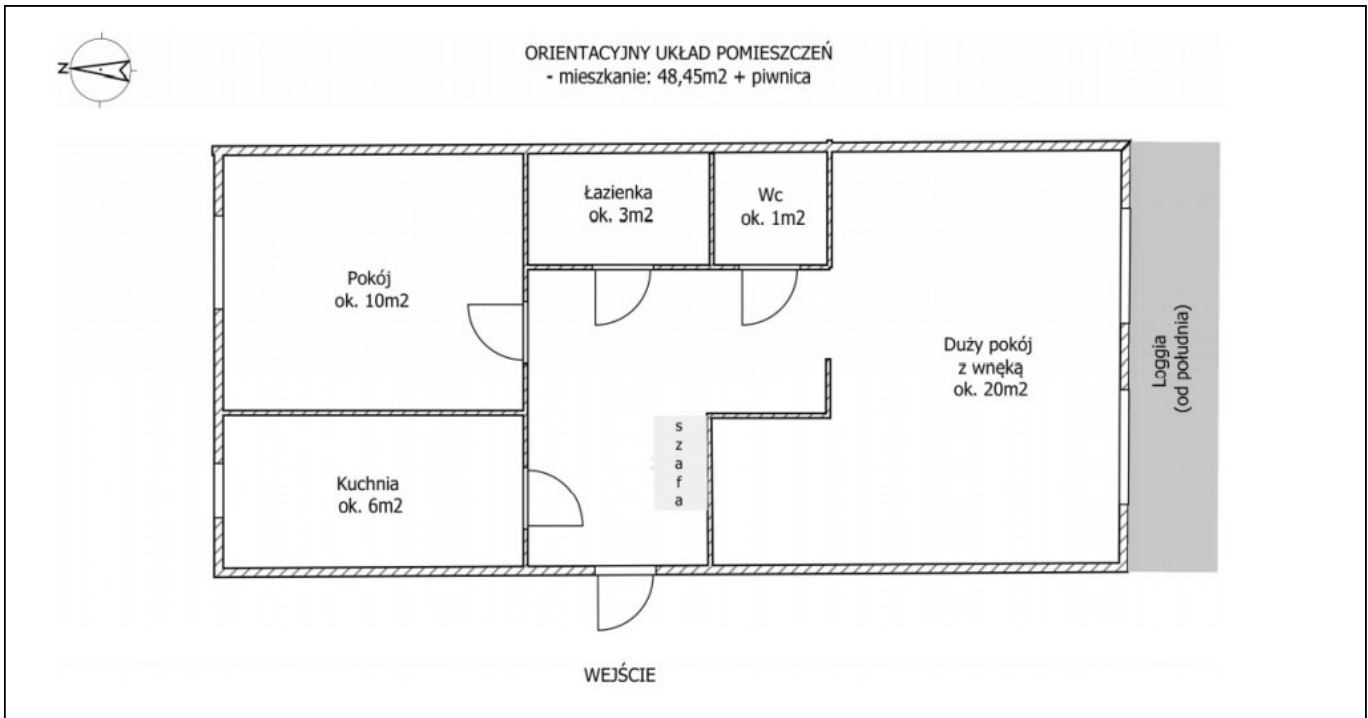 ORIENTACYJNY UKŁAD POMIESZCZEŃ
- mieszkanie: 48,45m2 + piwnica
N
Łazienka
ok. 3m2
Wc
ok. 1m2
Pokój
ok. 10m2
Duży pokój
z wnęką
ok. 20m2
Loggia
(od południa)
s
z
a
f
a
Kuchnia
ok. 6m2
WEJŚCIE